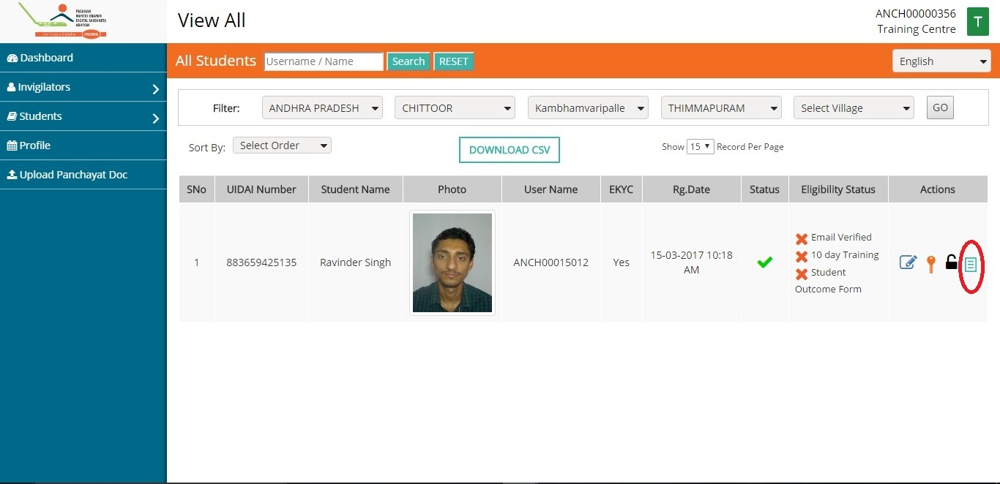 PRADHAN
MANTRI GRAMIN
DIGITAL SAKSHARTA
ABHIYAN
PMGDISHA
View All
ANCH00000356
Training Centre
T
Dashboard
Invigilators
Students
Profile
Upload Panchayat Doc
All Students Username / Name Search RESET English
Filter: ANDHRA PRADESH CHITTOOR Kambhamvaripalle THIMMAPURAM Select Village GO
Sort By: Select Order DOWNLOAD CSV Show 15 Record Per Page
SNo UIDAI Number Student Name Photo User Name EKYC Rg.Date Status Eligibility Status Actions
1 883659425135 Ravinder Singh ANCH00015012 Yes 15-03-2017 10:18
AM
Email Verified
10 day Training
Student
Outcome Form